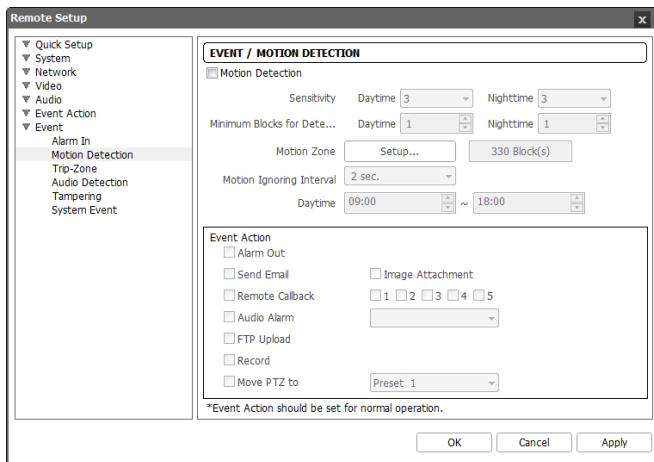 Remote Setup
x
Quick Setup
System
Network
Video
Audio
Event Action
Event
Alarm In
Motion Detection
Trip-Zone
Audio Detection
Tampering
System Event
EVENT / MOTION DETECTION
Motion Detection
Sensitivity Daytime 3 Nighttime 3
Minimum Blocks for Dete... Daytime 1 Nighttime 1
Motion Zone Setup... 330 Block(s)
Motion Ignoring Interval 2 sec.
Daytime 09:00 ~ 18:00
Event Action
Alarm Out
Send Email Image Attachment
Remote Callback 1 2 3 4 5
Audio Alarm
FTP Upload
Record
Move PTZ to Preset 1
*Event Action should be set for normal operation.
OK Cancel Apply